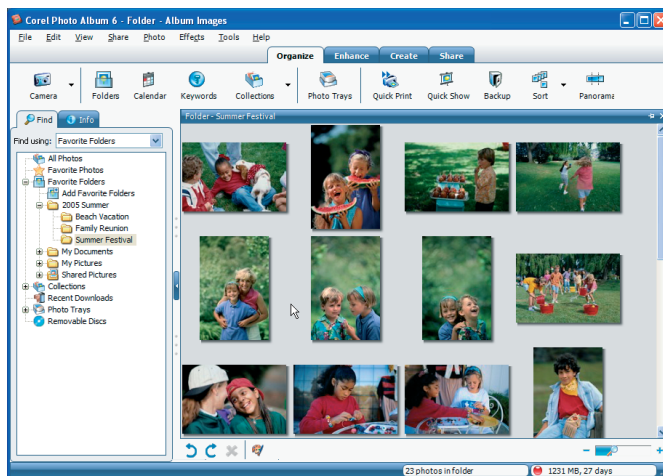 Corel Photo Album 6 - Folder - Album Images
File Edit View Share Photo Effects Tools Help
Organize Enhance Create Share
Camera Folders Calendar Keywords Collections Photo Trays Quick Print Quick Show Backup Sort Panorama
Find Info
Folder - Summer Festival
Find using: Favorite Folders
All Photos
Favorite Photos
Favorite Folders
Add Favorite Folders
2005 Summer
Beach Vacation
Family Reunion
Summer Festival
My Documents
My Pictures
Shared Pictures
Collections
Recent Downloads
Photo Trays
Removable Discs
23 photos in folder
1231 MB, 27 days